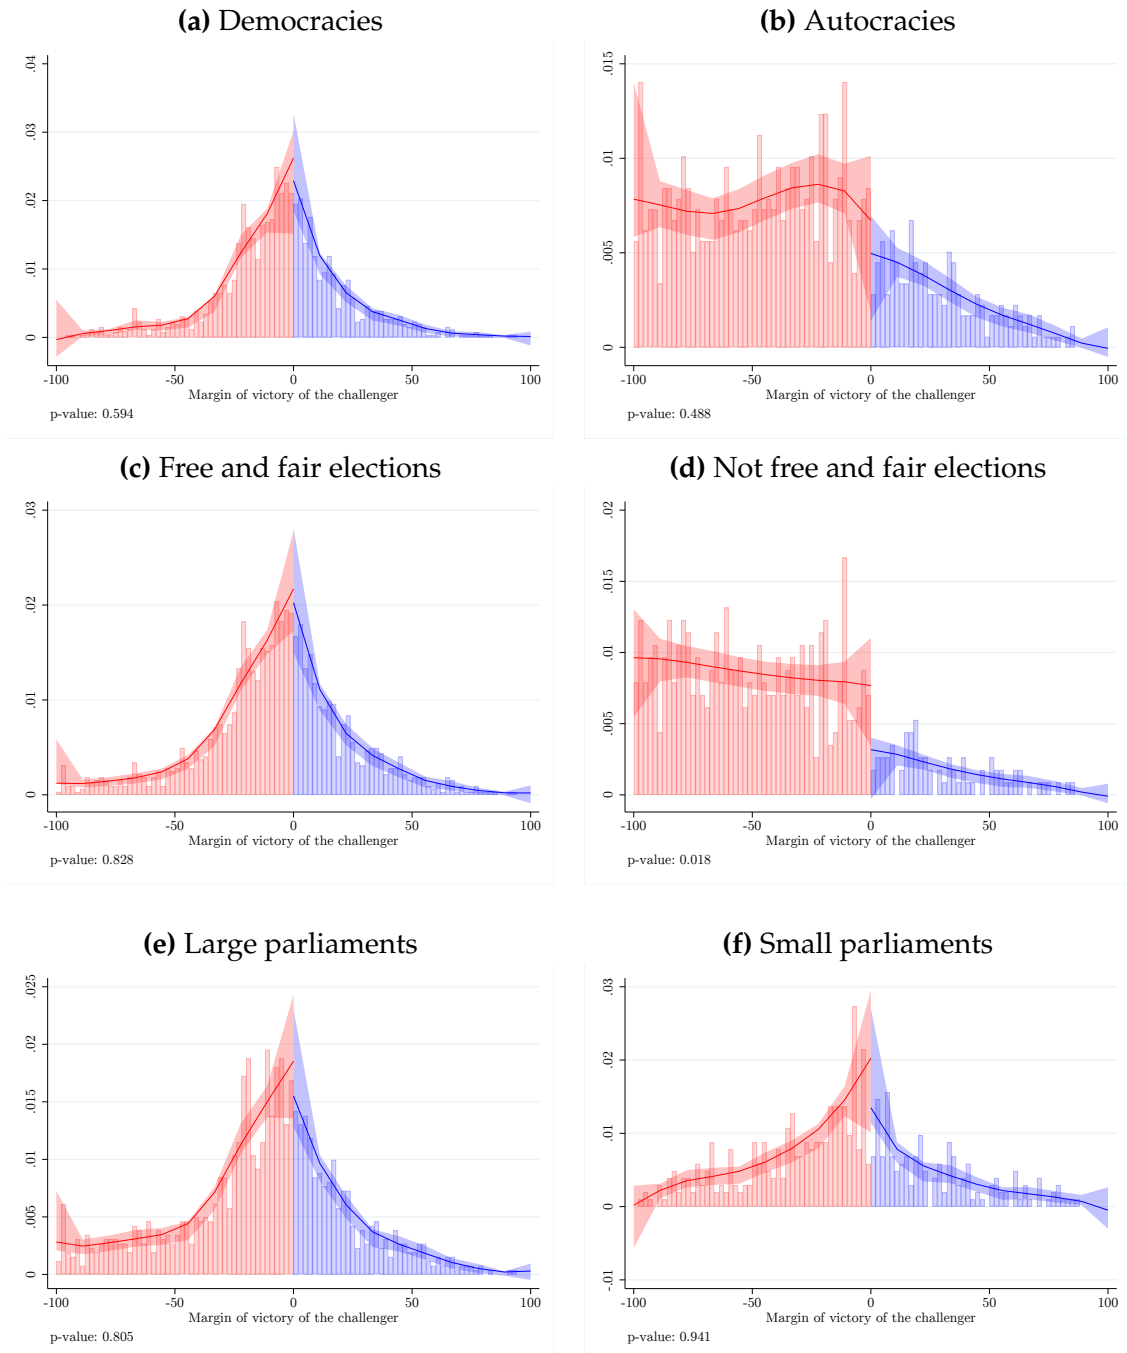 (a) Democracies
.04
.03
.02
.01
0
-100 -50 0 50 100
Margin of victory of the challenger
p-value: 0.594
(b) Autocracies
.015
.01
.005
0
-100 -50 0 50 100
Margin of victory of the challenger
p-value: 0.488
(c) Free and fair elections
.03
.02
.01
0
-100 -50 0 50 100
Margin of victory of the challenger
p-value: 0.828
(d) Not free and fair elections
.02
.015
.01
.005
0
-100 -50 0 50 100
Margin of victory of the challenger
p-value: 0.018
(e) Large parliaments
.025
.02
.015
.01
.005
0
-100 -50 0 50 100
Margin of victory of the challenger
p-value: 0.805
(f) Small parliaments
.03
.02
.01
0
-.01
-100 -50 0 50 100
Margin of victory of the challenger
p-value: 0.941